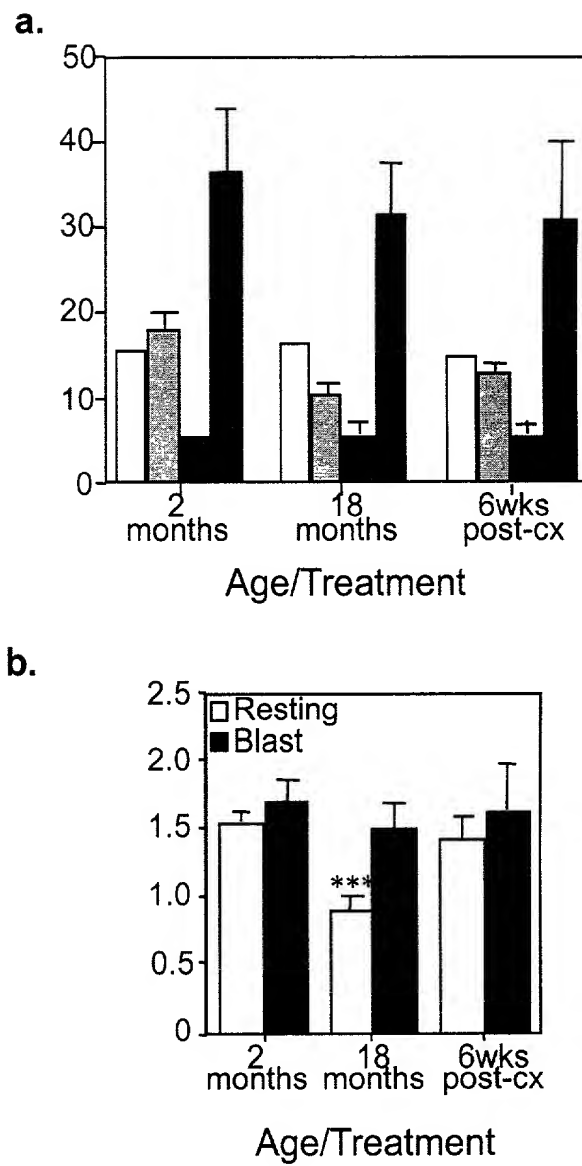 a.
50
40
30
20
10
0
2 months
18 months
6wks post-cx
Age/Treatment
b.
2.5
2.0
1.5
1.0
0.5
0
Resting
Blast
***
2 months
18 months
6wks post-cx
Age/Treatment